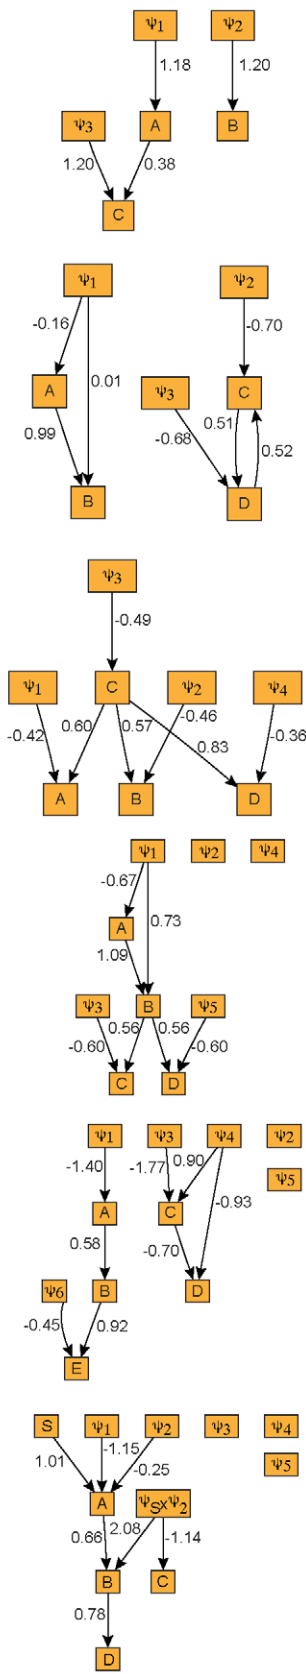 ψ1 ψ2
1.18 1.20
ψ3 A B
1.20 0.38
C
ψ1 ψ2
-0.16 -0.70
A 0.01 ψ3 C
0.99 -0.68 0.51 0.52
B D
ψ3
-0.49
ψ1 C ψ2 ψ4
-0.42 0.60 0.57 -0.46 0.83 -0.36
A B D
ψ1 ψ2 ψ4
-0.67
A 0.73
1.09
ψ3 B ψ5
-0.60 0.56 0.56 -0.60
C D
ψ1 ψ3 ψ4 ψ2
-1.40 -1.77 0.90 ψ5
A C -0.93
0.58 -0.70
ψ6 B D
-0.45 0.92
E
S ψ1 ψ2 ψ3 ψ4
1.01 -1.15 -0.25 ψ5
A ψSxψ2
0.66 2.08 -1.14
B C
0.78
D